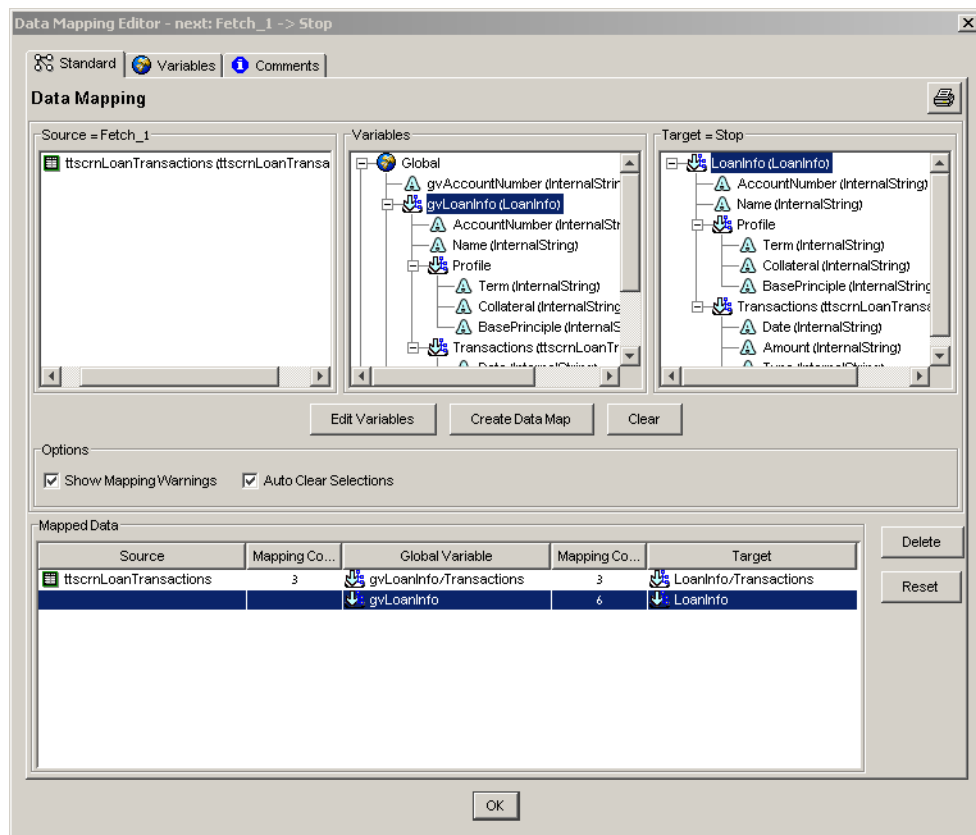 Data Mapping Editor - next: Fetch_1 -> Stop
Standard
Variables
Comments
Data Mapping
Source = Fetch_1
ttscrnLoanTransactions (ttscrnLoanTransa
Variables
Global
gvAccountNumber (InternalStrin
gvLoanInfo (LoanInfo)
AccountNumber (InternalStr
Name (InternalString)
Profile
Term (InternalString)
Collateral (InternalString
BasePrinciple (InternalS
Transactions (ttscrnLoanTr
Target = Stop
LoanInfo (LoanInfo)
AccountNumber (InternalString)
Name (InternalString)
Profile
Term (InternalString)
Collateral (InternalString)
BasePrinciple (InternalString
Transactions (ttscrnLoanTransa
Date (InternalString)
Amount (InternalString)
Edit Variables
Create Data Map
Clear
Options
Show Mapping Warnings
Auto Clear Selections
Mapped Data
Source Mapping Co... Global Variable Mapping Co... Target
ttscrnLoanTransactions 3 gvLoanInfo/Transactions 3 LoanInfo/Transactions
gvLoanInfo 6 LoanInfo
Delete
Reset
OK